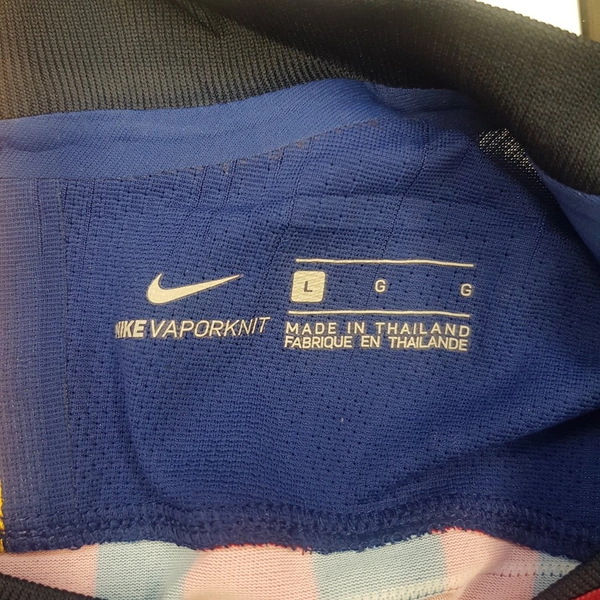 NIKE VAPORKNIT
L G G
MADE IN THAILAND
FABRIQUE EN THAILANDE